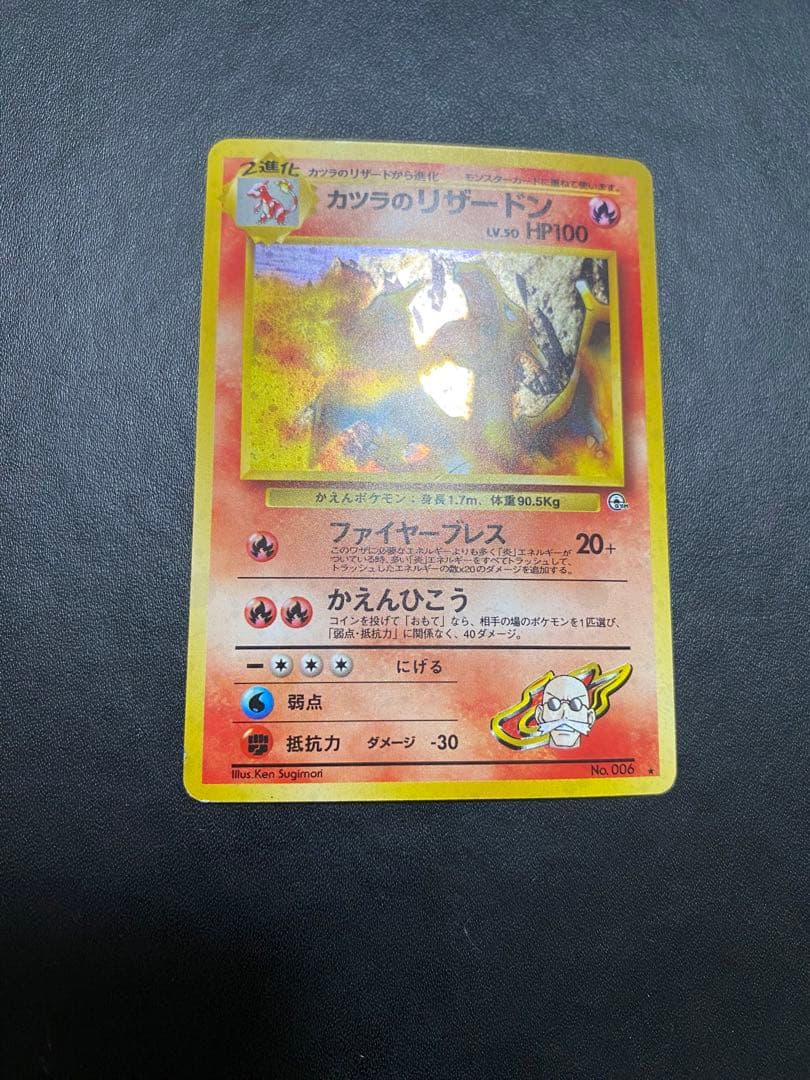 2進化 カツラのリザードから進化 モンスターカードに重ねて使います。
カツラのリザードン
LV.50 HP100
かえんポケモン：身長1.7m、体重90.5Kg
GYM
ファイヤーブレス 20+
このワザに必要なエネルギーよりも多く「炎」エネルギーが
ついている時、多い「炎」エネルギーをすべてトラッシュして、
トラッシュしたエネルギーの数x20のダメージを追加する。
かえんひこう
コインを投げて「おもて」なら、相手の場のポケモンを1匹選び、
「弱点・抵抗力」に関係なく、40ダメージ。
にげる
弱点
抵抗力 ダメージ -30
Illus.Ken Sugimori No. 006 ★